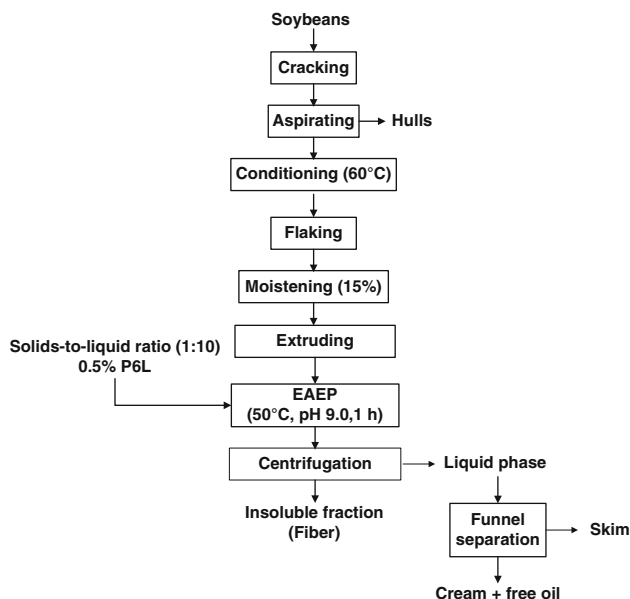 Soybeans
Cracking
Aspirating
Hulls
Conditioning (60°C)
Flaking
Moistening (15%)
Extruding
Solids-to-liquid ratio (1:10)
0.5% P6L
EAEP
(50°C, pH 9.0,1 h)
Centrifugation
Liquid phase
Insoluble fraction
(Fiber)
Funnel
separation
Skim
Cream + free oil